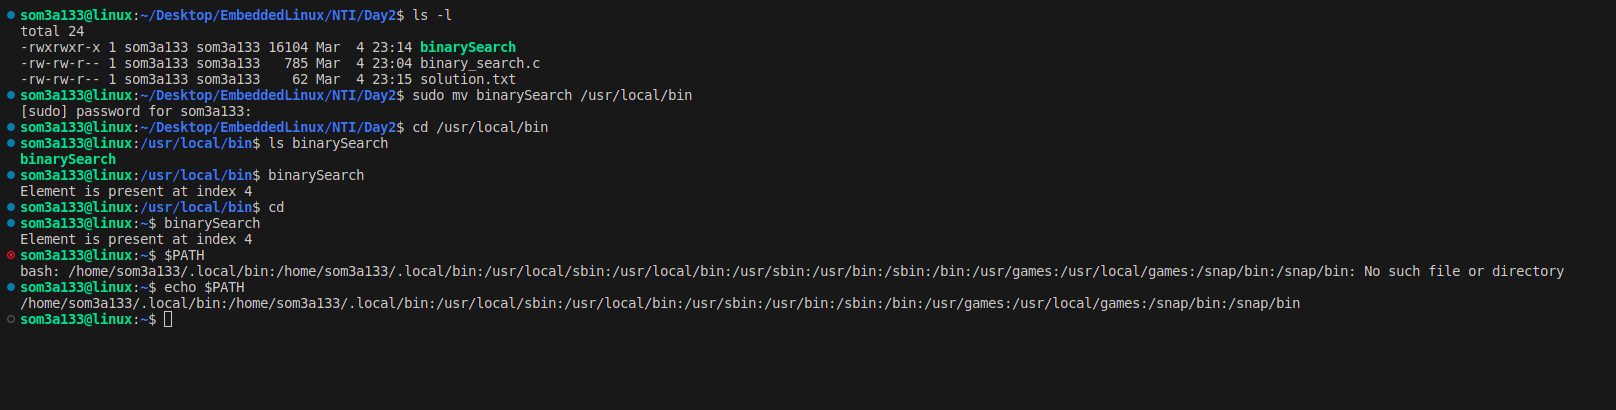 som3a133@linux:~/Desktop/EmbeddedLinux/NTI/Day2$ ls -l
total 24
-rwxrwxr-x 1 som3a133 som3a133 16104 Mar  4 23:14 binarySearch
-rw-rw-r-- 1 som3a133 som3a133   785 Mar  4 23:04 binary_search.c
-rw-rw-r-- 1 som3a133 som3a133    62 Mar  4 23:15 solution.txt
som3a133@linux:~/Desktop/EmbeddedLinux/NTI/Day2$ sudo mv binarySearch /usr/local/bin
[sudo] password for som3a133:
som3a133@linux:~/Desktop/EmbeddedLinux/NTI/Day2$ cd /usr/local/bin
som3a133@linux:/usr/local/bin$ ls binarySearch
binarySearch
som3a133@linux:/usr/local/bin$ binarySearch
Element is present at index 4
som3a133@linux:/usr/local/bin$ cd
som3a133@linux:~$ binarySearch
Element is present at index 4
som3a133@linux:~$ $PATH
bash: /home/som3a133/.local/bin:/home/som3a133/.local/bin:/usr/local/sbin:/usr/local/bin:/usr/sbin:/usr/bin:/sbin:/bin:/usr/games:/usr/local/games:/snap/bin:/snap/bin: No such file or directory
som3a133@linux:~$ echo $PATH
/home/som3a133/.local/bin:/home/som3a133/.local/bin:/usr/local/sbin:/usr/local/bin:/usr/sbin:/usr/bin:/sbin:/bin:/usr/games:/usr/local/games:/snap/bin:/snap/bin
som3a133@linux:~$